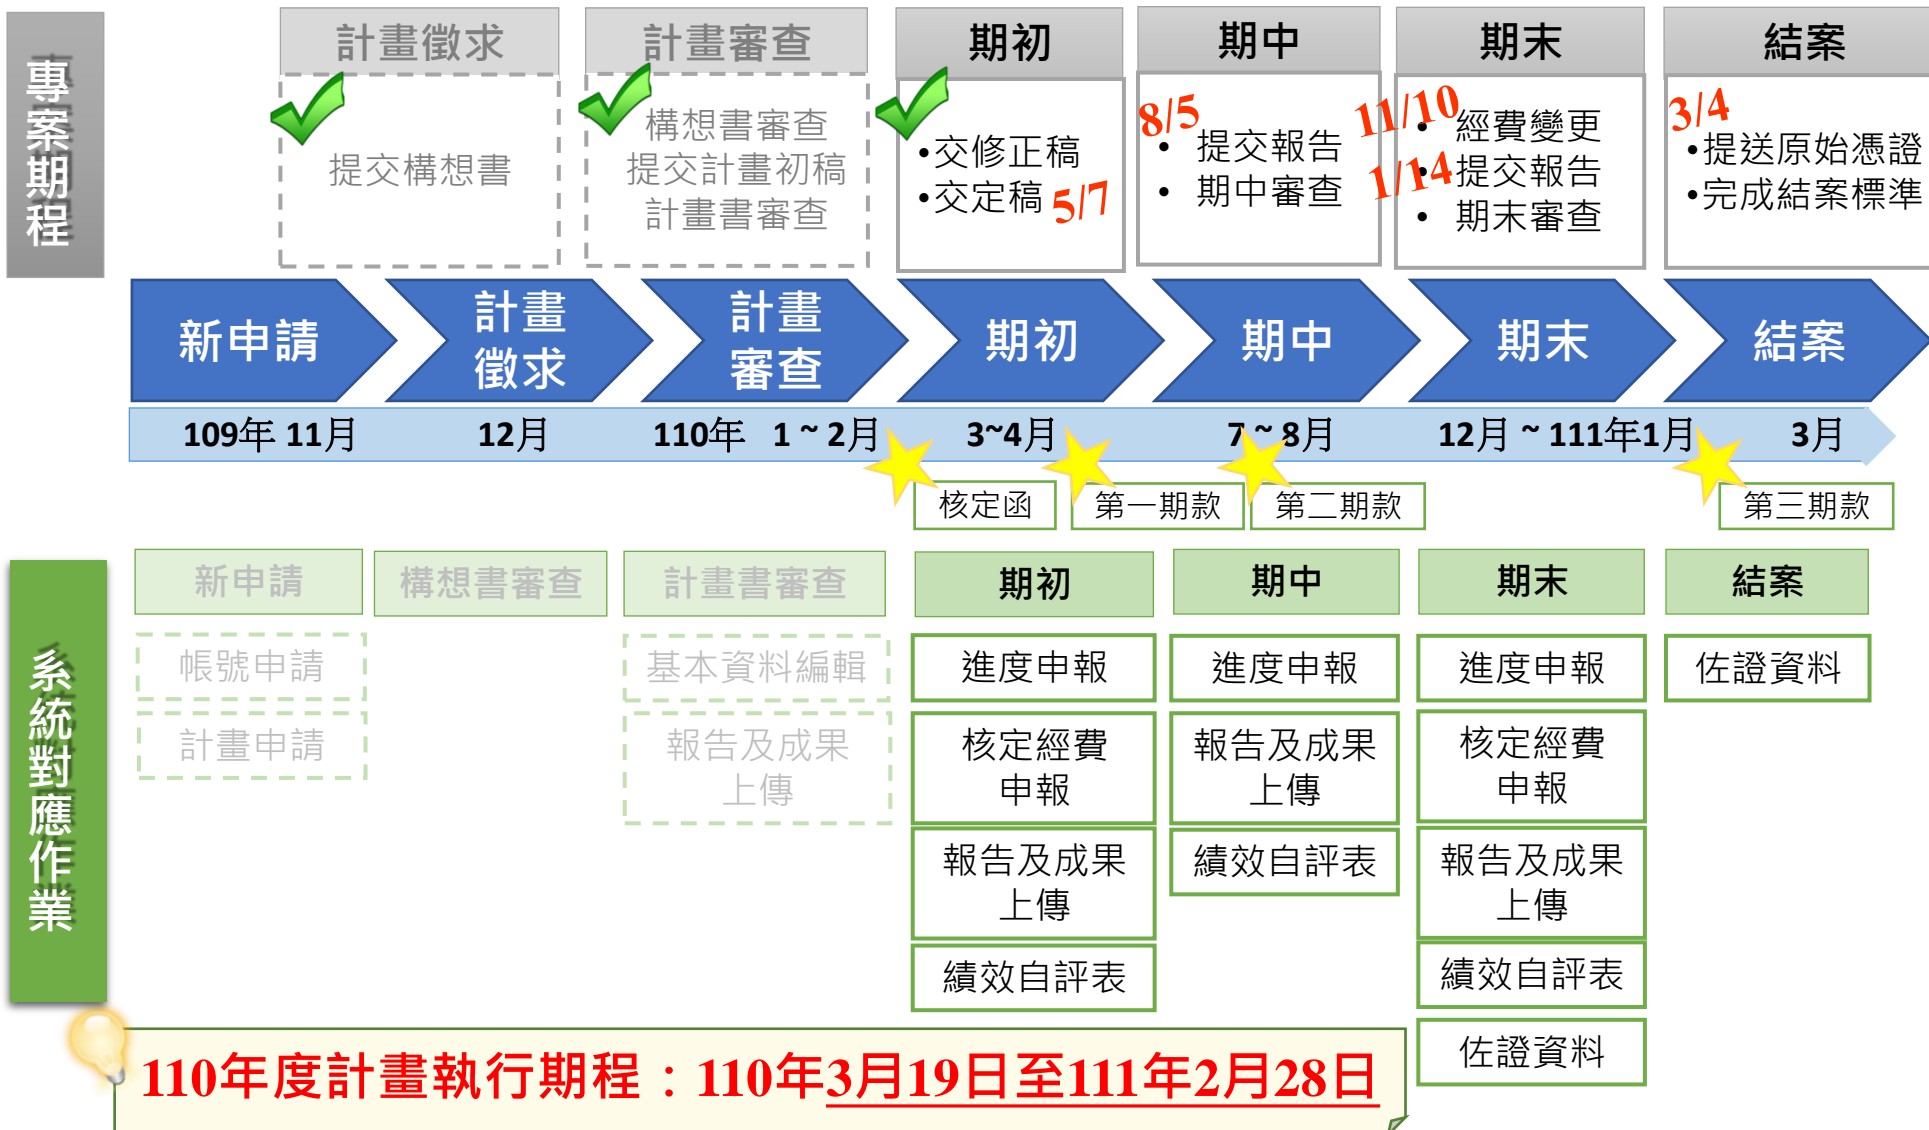 專案期程
計畫徵求
計畫審查
期初
期中
期末
結案
提交構想書
構想書審查
提交計畫初稿
計畫書審查
•交修正稿
•交定稿 5/7
8/5
• 提交報告
• 期中審查
11/10
• 經費變更
1/14
• 提交報告
• 期末審查
3/4
•提送原始憑證
•完成結案標準
新申請
計畫
徵求
計畫
審查
期初
期中
期末
結案
109年 11月
12月
110年 1 ~ 2月
3~4月
7 ~ 8月
12月 ~ 111年1月
3月
核定函
第一期款
第二期款
第三期款
系統對應作業
新申請
構想書審查
計畫書審查
期初
期中
期末
結案
帳號申請
計畫申請
基本資料編輯
報告及成果
上傳
進度申報
核定經費
申報
報告及成果
上傳
績效自評表
進度申報
報告及成果
上傳
績效自評表
進度申報
核定經費
申報
報告及成果
上傳
績效自評表
佐證資料
佐證資料
110年度計畫執行期程：110年3月19日至111年2月28日